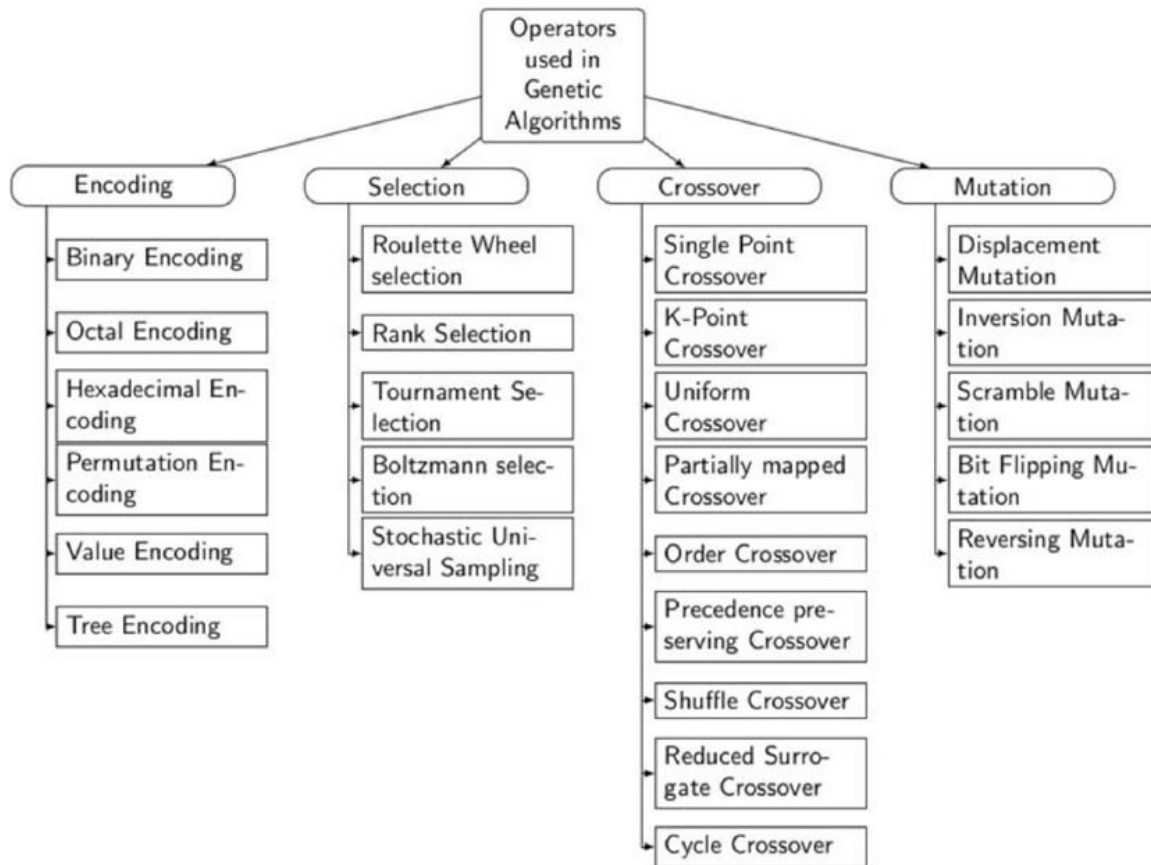 Operators
used in
Genetic
Algorithms
Encoding
Binary Encoding
Octal Encoding
Hexadecimal En-
coding
Permutation En-
coding
Value Encoding
Tree Encoding
Selection
Roulette Wheel
selection
Rank Selection
Tournament Se-
lection
Boltzmann selec-
tion
Stochastic Uni-
versal Sampling
Crossover
Single Point
Crossover
K-Point
Crossover
Uniform
Crossover
Partially mapped
Crossover
Order Crossover
Precedence pre-
serving Crossover
Shuffle Crossover
Reduced Surro-
gate Crossover
Cycle Crossover
Mutation
Displacement
Mutation
Inversion Muta-
tion
Scramble Muta-
tion
Bit Flipping Mu-
tation
Reversing Muta-
tion